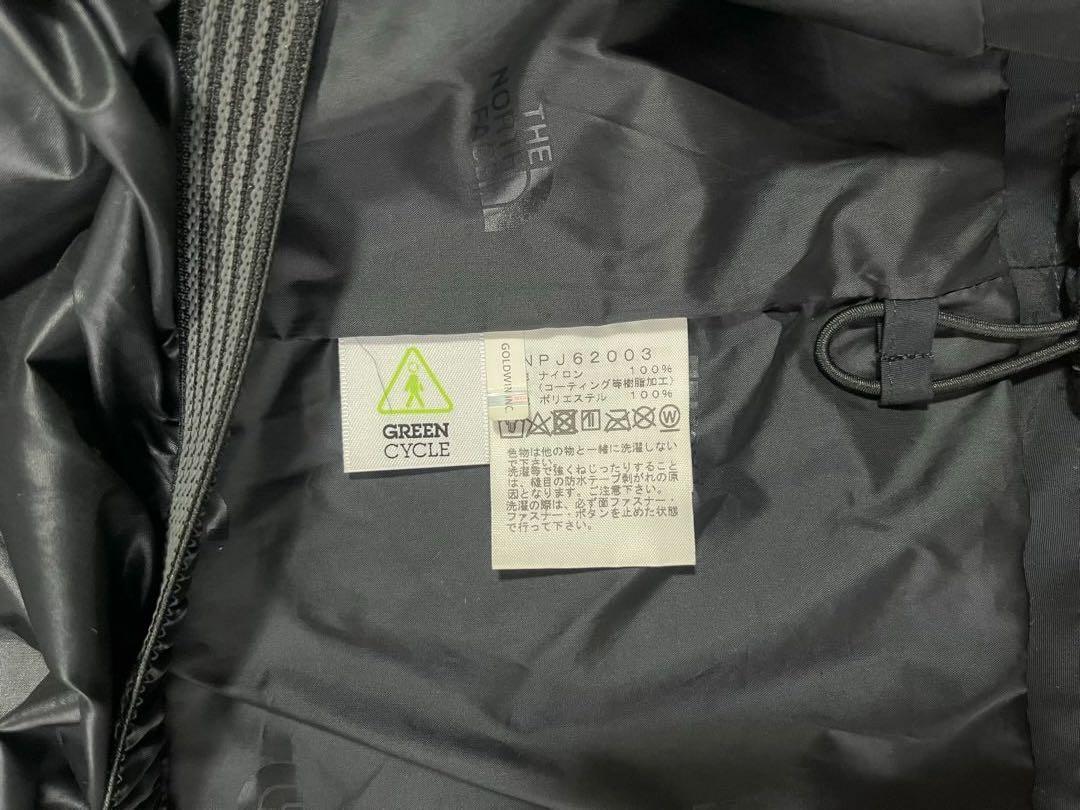 THE
NORTH
FACE
GREEN
CYCLE
GOLDWIN INC.
NPJ62003
ナイロン 100%
(コーティング等樹脂加工)
ポリエステル 100%
W
色物は他の物と一緒に洗濯しない
で下さい。
洗濯等で強くねじったりすること
は、縫目の防水テープ剥がれの原
因となります。ご注意下さい。
洗濯の際は、必ず面ファスナー・
ファスナー・ボタンを止めた状態
で行って下さい。